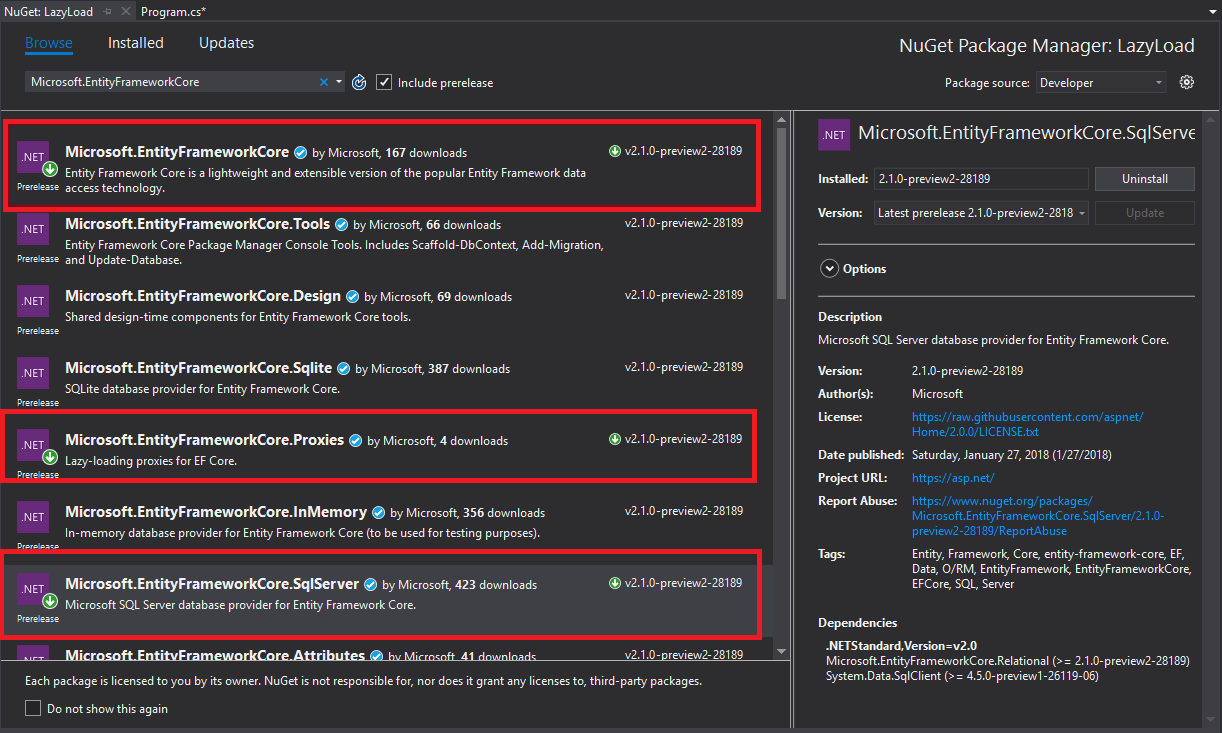 NuGet: LazyLoad
Program.cs*
Browse
Installed
Updates
NuGet Package Manager: LazyLoad
Microsoft.EntityFrameworkCore
Include prerelease
Package source: Developer
.NET
Prerelease
Microsoft.EntityFrameworkCore by Microsoft, 167 downloads
v2.1.0-preview2-28189
Entity Framework Core is a lightweight and extensible version of the popular Entity Framework data
access technology.
.NET
Prerelease
Microsoft.EntityFrameworkCore.Tools by Microsoft, 66 downloads
v2.1.0-preview2-28189
Entity Framework Core Package Manager Console Tools. Includes Scaffold-DbContext, Add-Migration,
and Update-Database.
.NET
Prerelease
Microsoft.EntityFrameworkCore.Design by Microsoft, 69 downloads
v2.1.0-preview2-28189
Shared design-time components for Entity Framework Core tools.
.NET
Prerelease
Microsoft.EntityFrameworkCore.Sqlite by Microsoft, 387 downloads
v2.1.0-preview2-28189
SQLite database provider for Entity Framework Core.
.NET
Prerelease
Microsoft.EntityFrameworkCore.Proxies by Microsoft, 4 downloads
v2.1.0-preview2-28189
Lazy-loading proxies for EF Core.
.NET
Prerelease
Microsoft.EntityFrameworkCore.InMemory by Microsoft, 356 downloads
v2.1.0-preview2-28189
In-memory database provider for Entity Framework Core (to be used for testing purposes).
.NET
Prerelease
Microsoft.EntityFrameworkCore.SqlServer by Microsoft, 423 downloads
v2.1.0-preview2-28189
Microsoft SQL Server database provider for Entity Framework Core.
.NET
Prerelease
Microsoft.EntityFrameworkCore.Attributes by Microsoft, 41 downloads
v2.1.0-preview2-28189
.NET
Each package is licensed to you by its owner. NuGet is not responsible for, nor does it grant any licenses to, third-party packages.
Do not show this again
.NET
Microsoft.EntityFrameworkCore.SqlServe
Installed: 2.1.0-preview2-28189
Uninstall
Version: Latest prerelease 2.1.0-preview2-2818
Update
Options
Description
Microsoft SQL Server database provider for Entity Framework Core.
Version: 2.1.0-preview2-28189
Author(s): Microsoft
License: https://raw.githubusercontent.com/aspnet/
Home/2.0.0/LICENSE.txt
Date published: Saturday, January 27, 2018 (1/27/2018)
Project URL: https://asp.net/
Report Abuse: https://www.nuget.org/packages/
Microsoft.EntityFrameworkCore.SqlServer/2.1.0-
preview2-28189/ReportAbuse
Tags: Entity, Framework, Core, entity-framework-core, EF,
Data, O/RM, EntityFramework, EntityFrameworkCore,
EFCore, SQL, Server
Dependencies
.NETStandard,Version=v2.0
Microsoft.EntityFrameworkCore.Relational (>= 2.1.0-preview2-28189)
System.Data.SqlClient (>= 4.5.0-preview1-26119-06)